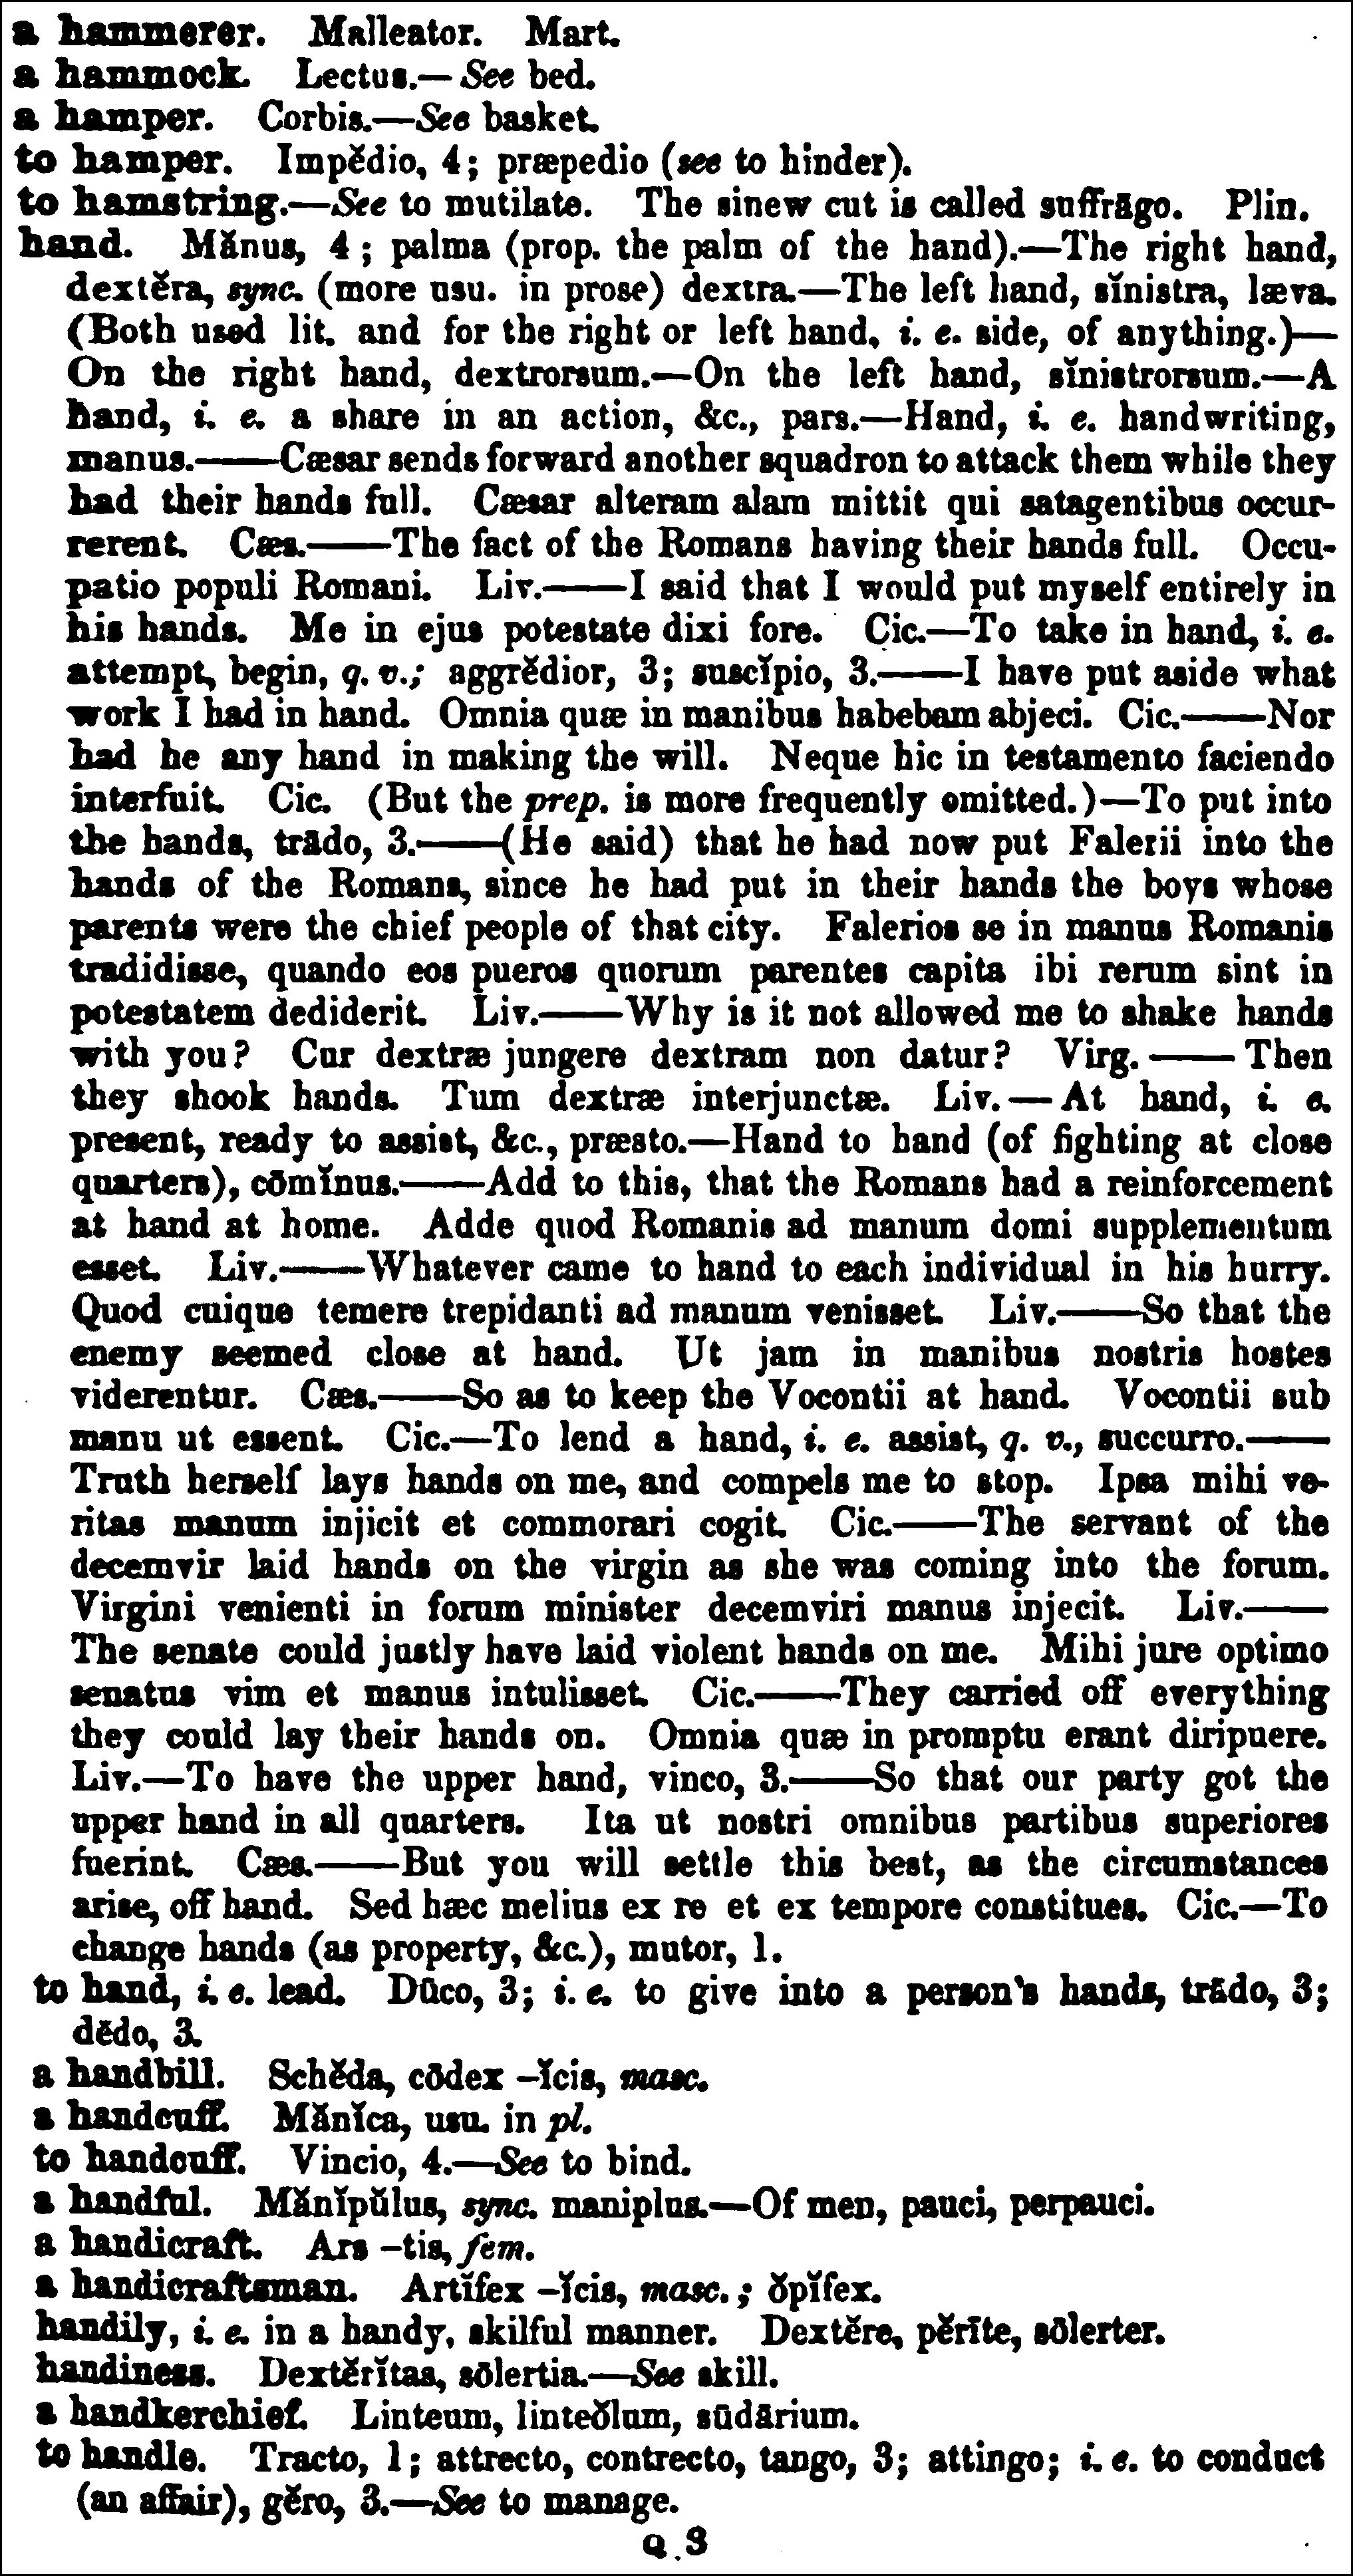 a hammerer. Malleator. Mart.
a hammock. Lectus.—See bed.
a hamper. Corbis.—See basket.
to hamper. Impĕdio, 4; præpedio (see to hinder).
to hamstring.—See to mutilate. The sinew cut is called suffrāgo. Plin.
hand. Mănus, 4; palma (prop. the palm of the hand).—The right hand,
dextĕra, sync. (more usu. in prose) dextra.—The left hand, sĭnistra, læva.
(Both used lit. and for the right or left hand, i. e. side, of anything.)—
On the right hand, dextrorsum.—On the left hand, sĭnistrorsum.—A
hand, i. e. a share in an action, &c., pars.—Hand, i. e. handwriting,
manus.——Cæsar sends forward another squadron to attack them while they
had their hands full. Cæsar alteram alam mittit qui satagentibus occur-
rerent. Cæs.——The fact of the Romans having their hands full. Occu-
patio populi Romani. Liv.——I said that I would put myself entirely in
his hands. Me in ejus potestate dixi fore. Cic.—To take in hand, i. e.
attempt, begin, q. v.; aggrĕdior, 3; suscĭpio, 3.——I have put aside what
work I had in hand. Omnia quæ in manibus habebam abjeci. Cic.——Nor
had he any hand in making the will. Neque hic in testamento faciendo
interfuit. Cic. (But the prep. is more frequently omitted.)—To put into
the hands, trādo, 3.——(He said) that he had now put Falerii into the
hands of the Romans, since he had put in their hands the boys whose
parents were the chief people of that city. Falerios se in manus Romanis
tradidisse, quando eos pueros quorum parentes capita ibi rerum sint in
potestatem dediderit. Liv.——Why is it not allowed me to shake hands
with you? Cur dextræ jungere dextram non datur? Virg.——Then
they shook hands. Tum dextræ interjunctæ. Liv.—At hand, i. e.
present, ready to assist, &c., præsto.—Hand to hand (of fighting at close
quarters), cōmĭnus.——Add to this, that the Romans had a reinforcement
at hand at home. Adde quod Romanis ad manum domi supplementum
esset. Liv.——Whatever came to hand to each individual in his hurry.
Quod cuique temere trepidanti ad manum venisset. Liv.——So that the
enemy seemed close at hand. Ut jam in manibus nostris hostes
viderentur. Cæs.——So as to keep the Vocontii at hand. Vocontii sub
manu ut essent. Cic.—To lend a hand, i. e. assist, q. v., succurro.——
Truth herself lays hands on me, and compels me to stop. Ipsa mihi ve-
ritas manum injicit et commorari cogit. Cic.——The servant of the
decemvir laid hands on the virgin as she was coming into the forum.
Virgini venienti in forum minister decemviri manus injecit. Liv.——
The senate could justly have laid violent hands on me. Mihi jure optimo
senatus vim et manus intulisset. Cic.——They carried off everything
they could lay their hands on. Omnia quæ in promptu erant diripuere.
Liv.—To have the upper hand, vinco, 3.——So that our party got the
upper hand in all quarters. Ita ut nostri omnibus partibus superiores
fuerint. Cæs.——But you will settle this best, as the circumstances
arise, off hand. Sed hæc melius ex re et ex tempore constitues. Cic.—To
change hands (as property, &c.), mutor, 1.
to hand, i. e. lead. Dūco, 3; i. e. to give into a person's hands, trādo, 3;
dēdo, 3.
a handbill. Schĕda, cōdex –ĭcis, masc.
a handcuff. Mănĭca, usu. in pl.
to handcuff. Vincio, 4.—See to bind.
a handful. Mănĭpŭlus, sync. maniplus.—Of men, pauci, perpauci.
a handicraft. Ars –tis, fem.
a handicraftsman. Artĭfex –ĭcis, masc.; ŏpĭfex.
handily, i. e. in a handy, skilful manner. Dextĕre, pĕrīte, sōlerter.
handiness. Dextĕrĭtas, sōlertia.—See skill.
a handkerchief. Linteum, linteŏlum, sūdārium.
to handle. Tracto, 1; attrecto, contrecto, tango, 3; attingo; i. e. to conduct
(an affair), gĕro, 3.—See to manage.
Q 3